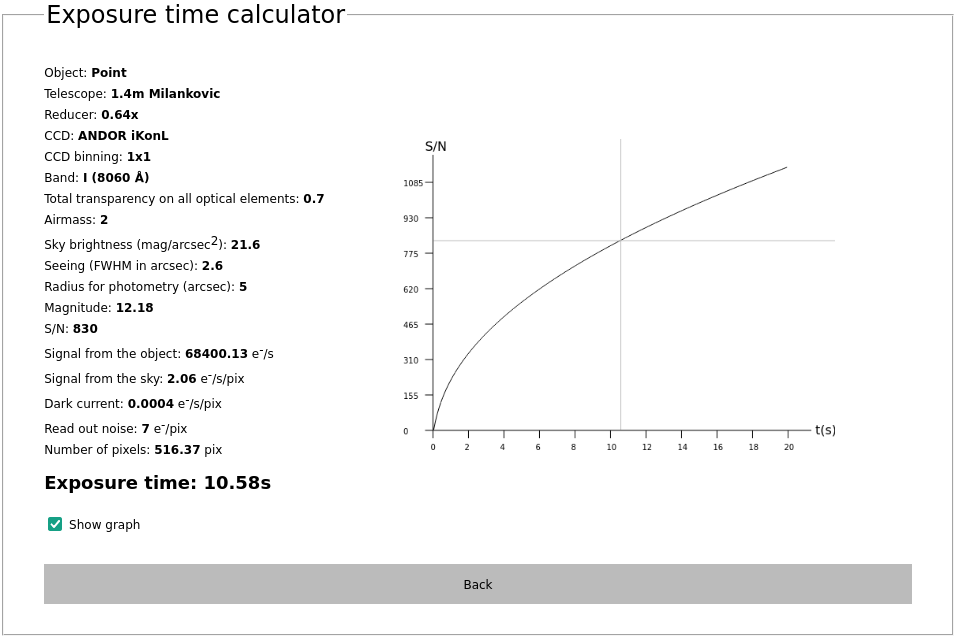 Exposure time calculator
Object: Point
Telescope: 1.4m Milankovic
Reducer: 0.64x
CCD: ANDOR iKonL
CCD binning: 1x1
Band: I (8060 Å)
Total transparency on all optical elements: 0.7
Airmass: 2
Sky brightness (mag/arcsec²): 21.6
Seeing (FWHM in arcsec): 2.6
Radius for photometry (arcsec): 5
Magnitude: 12.18
S/N: 830
Signal from the object: 68400.13 e⁻/s
Signal from the sky: 2.06 e⁻/s/pix
Dark current: 0.0004 e⁻/s/pix
Read out noise: 7 e⁻/pix
Number of pixels: 516.37 pix
Exposure time: 10.58s
Show graph
S/N
1085
930
775
620
465
310
155
0
0 2 4 6 8 10 12 14 16 18 20
t(s)
Back